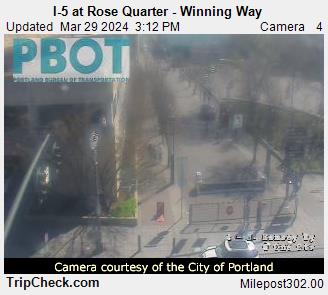 I-5 at Rose Quarter - Winning Way
Updated Mar 29 2024 3:12 PM Camera 4
PBOT
PORTLAND BUREAU OF TRANSPORTATION
Camera courtesy of the City of Portland
TripCheck.com Milepost302.00